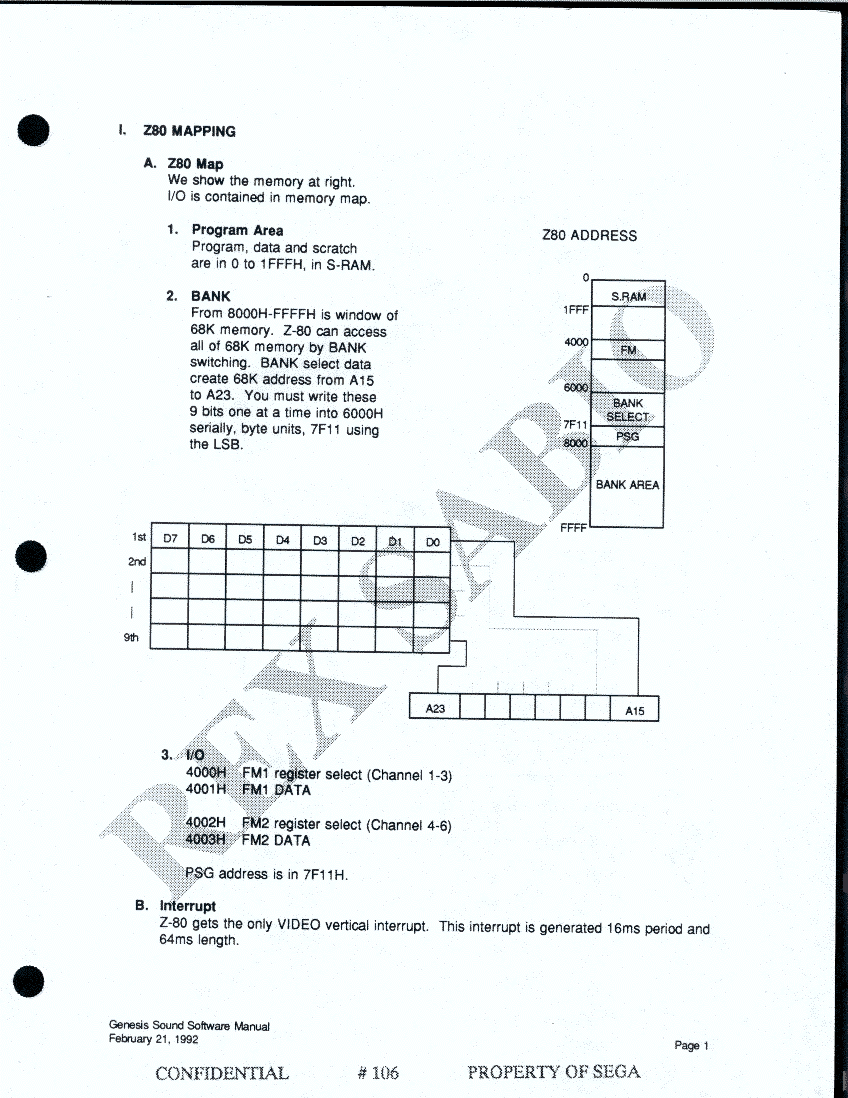 I. Z80 MAPPING
A. Z80 Map
We show the memory at right.
I/O is contained in memory map.
1. Program Area
Program, data and scratch
are in 0 to 1FFFH, in S-RAM.
2. BANK
From 8000H-FFFFH is window of
68K memory. Z-80 can access
all of 68K memory by BANK
switching. BANK select data
create 68K address from A15
to A23. You must write these
9 bits one at a time into 6000H
serially, byte units, 7F11 using
the LSB.
Z80 ADDRESS
0
S.RAM
1FFF
4000
FM
6000
BANK
SELECT
7F11
PSG
8000
BANK AREA
FFFF
1st D7 D6 D5 D4 D3 D2 D1 D0
2nd
|
|
9th
A23 A15
3. I/O
4000H FM1 register select (Channel 1-3)
4001H FM1 DATA
4002H FM2 register select (Channel 4-6)
4003H FM2 DATA
PSG address is in 7F11H.
B. Interrupt
Z-80 gets the only VIDEO vertical interrupt. This interrupt is generated 16ms period and
64ms length.
Genesis Sound Software Manual
February 21, 1992
Page 1
CONFIDENTIAL # 106 PROPERTY OF SEGA
REX SABIO